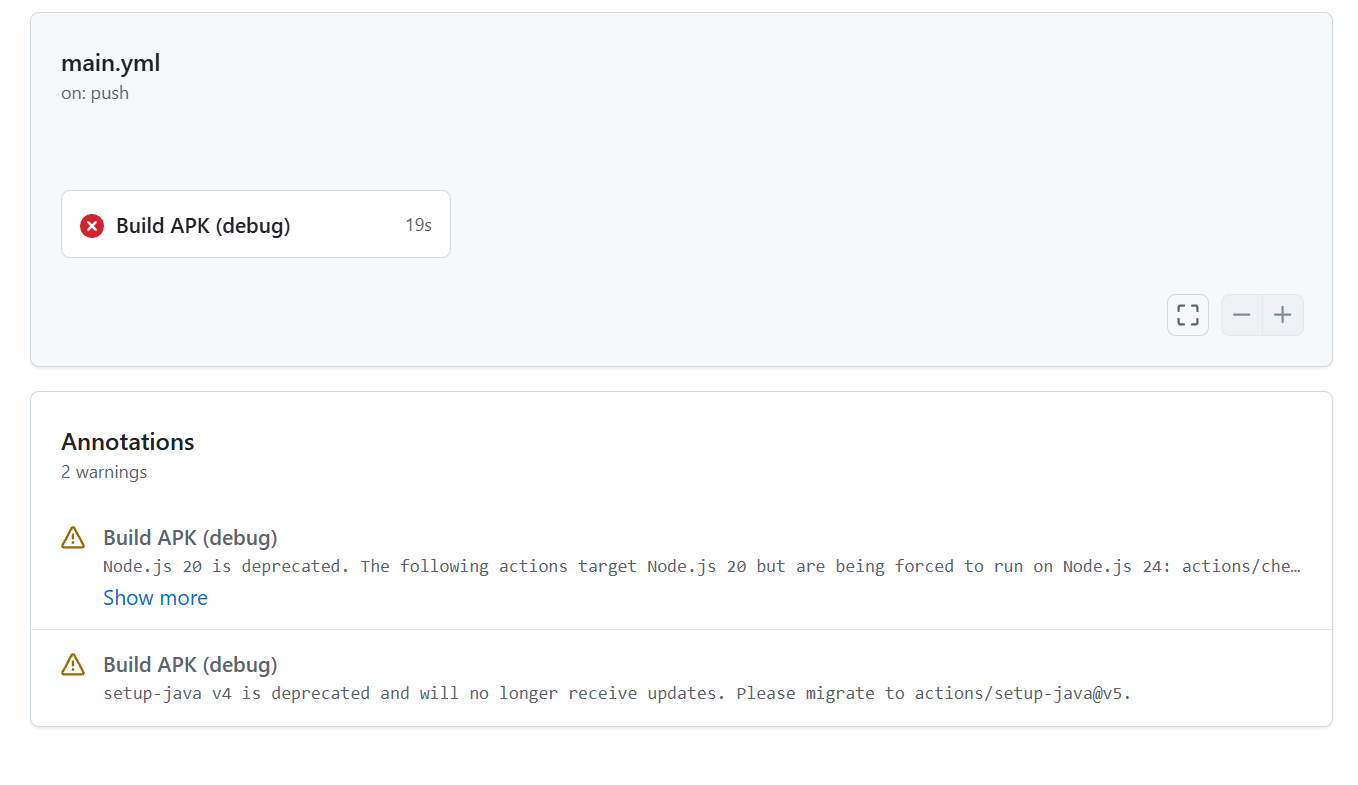 main.yml
on: push
Build APK (debug)
19s
Annotations
2 warnings
Build APK (debug)
Node.js 20 is deprecated. The following actions target Node.js 20 but are being forced to run on Node.js 24: actions/che…
Show more
Build APK (debug)
setup-java v4 is deprecated and will no longer receive updates. Please migrate to actions/setup-java@v5.